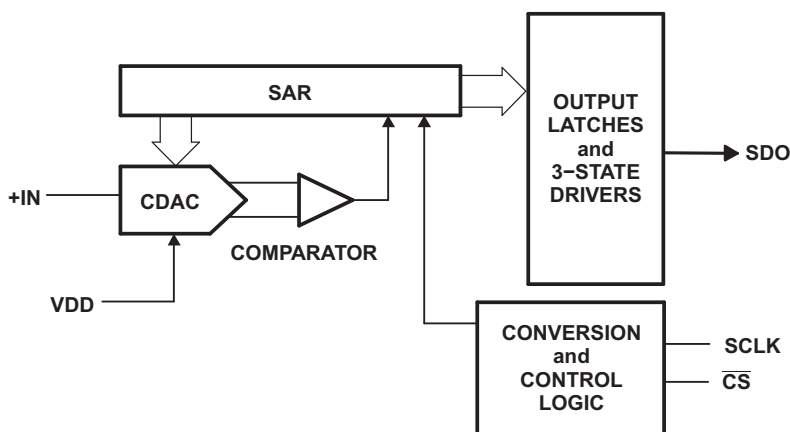 SAR
OUTPUT
LATCHES
and
3−STATE
DRIVERS
SDO
+IN
CDAC
COMPARATOR
VDD
CONVERSION
and
CONTROL
LOGIC
SCLK
CS